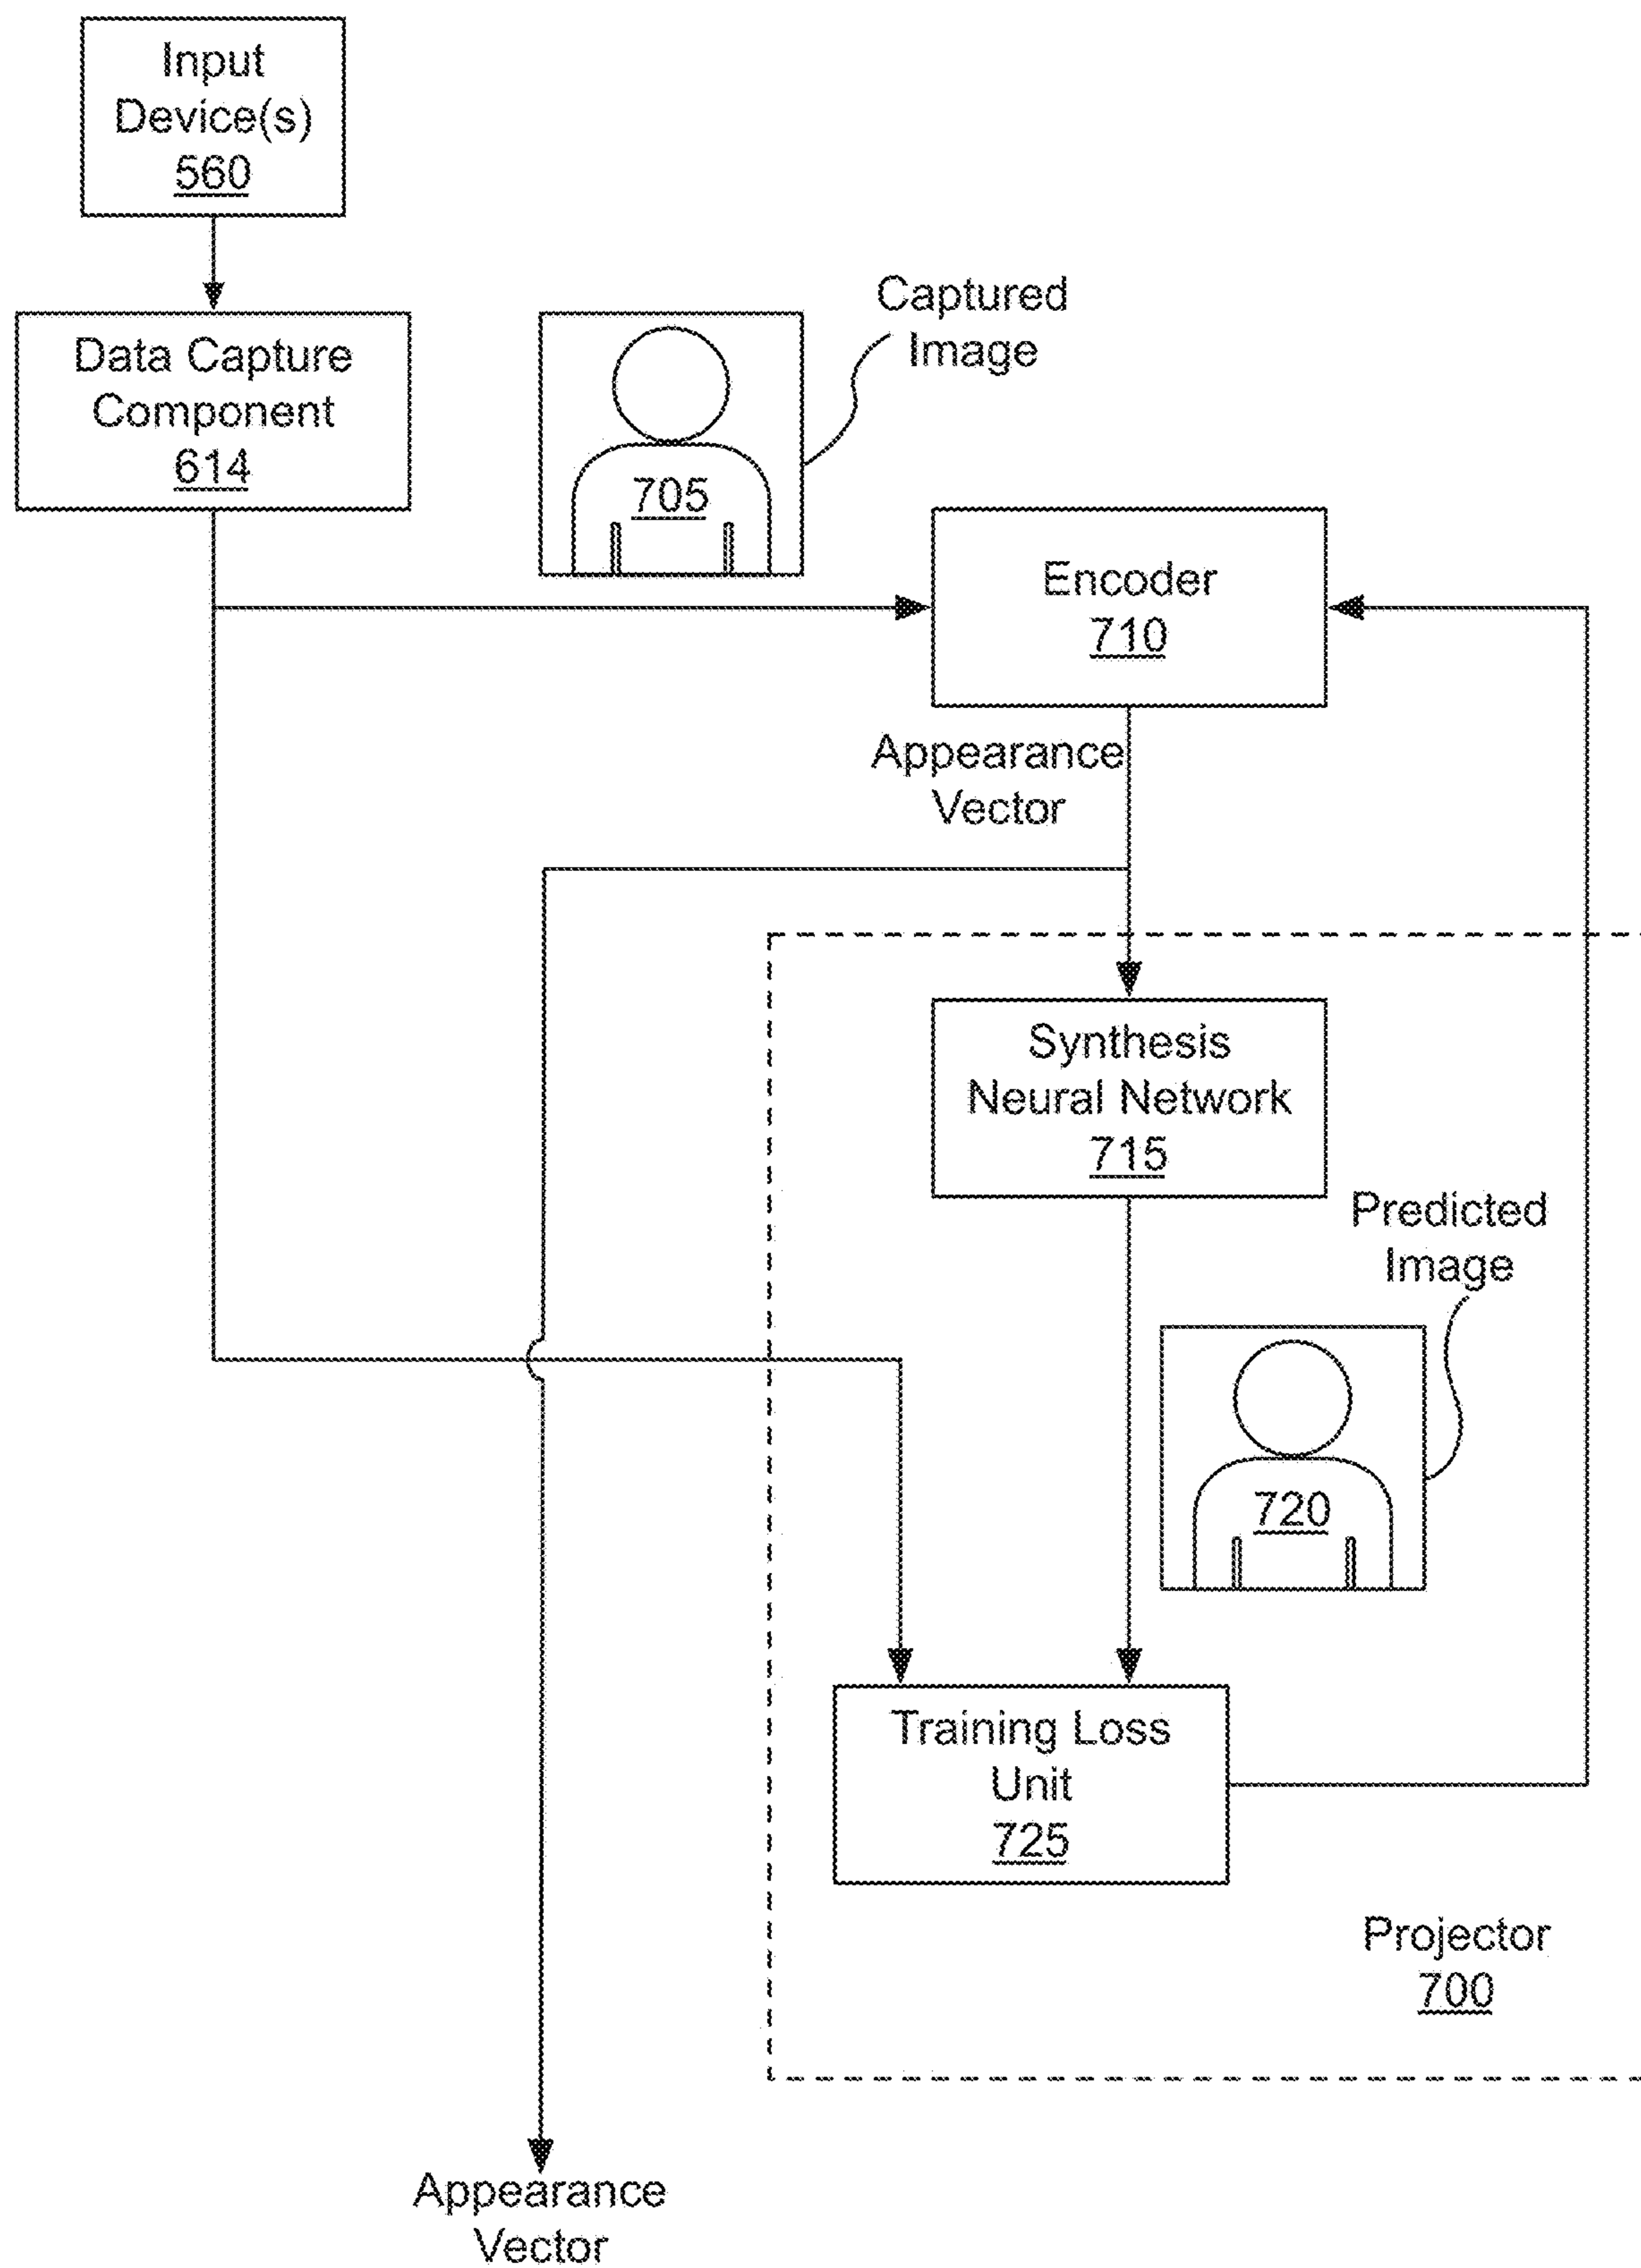 Input
Device(s)
560
Data Capture
Component
614
Captured
Image
705
Encoder
710
Appearance
Vector
Synthesis
Neural Network
715
Predicted
Image
720
Training Loss
Unit
725
Projector
700
Appearance
Vector